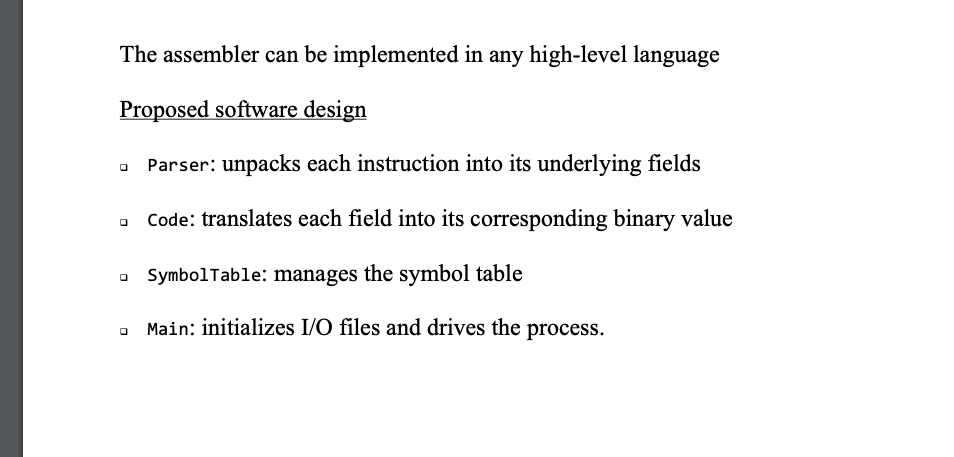 The assembler can be implemented in any high-level language
Proposed software design
Parser: unpacks each instruction into its underlying fields
Code: translates each field into its corresponding binary value
SymbolTable: manages the symbol table
Main: initializes I/O files and drives the process.